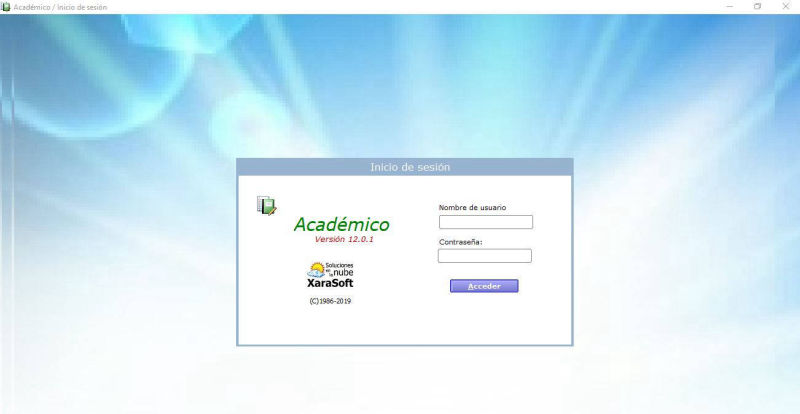 Académico / Inicio de sesión
Inicio de sesión
Académico
Versión 12.0.1
Soluciones
en la nube
XaraSoft
(C)1986-2019
Nombre de usuario
Contraseña:
Acceder